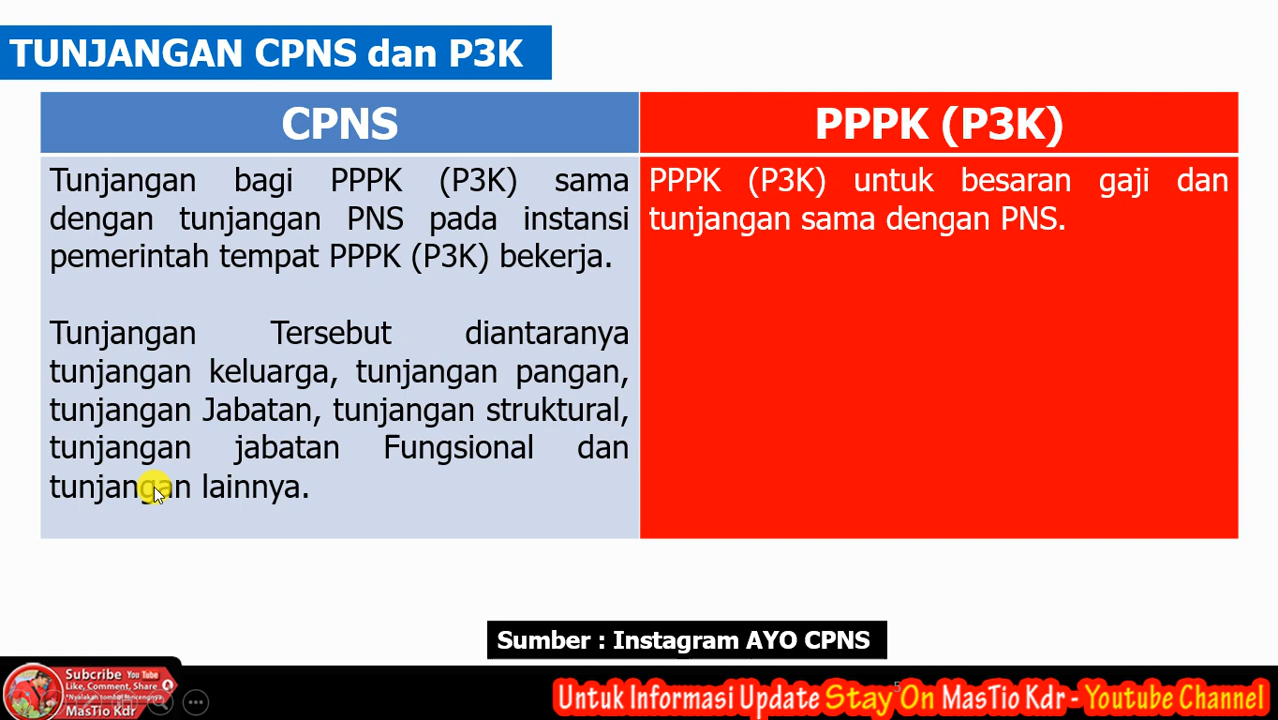 TUNJANGAN CPNS dan P3K
CPNS
Tunjangan bagi PPPK (P3K) sama
dengan tunjangan PNS pada instansi
pemerintah tempat PPPK (P3K) bekerja.
Tunjangan Tersebut diantaranya
tunjangan keluarga, tunjangan pangan,
tunjangan Jabatan, tunjangan struktural,
tunjangan jabatan Fungsional dan
tunjangan lainnya.
PPPK (P3K)
PPPK (P3K) untuk besaran gaji dan
tunjangan sama dengan PNS.
Sumber : Instagram AYO CPNS
Subcribe You Tube
Like, Comment, Share
MasTio Kdr
5
Untuk Informasi Update Stay On MasTio Kdr - Youtube Channel